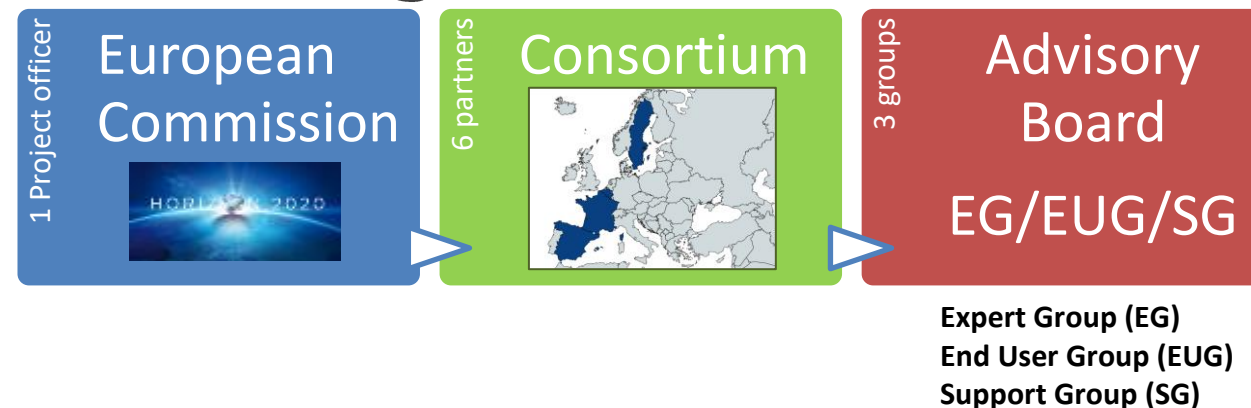 1 Project officer
European
Commission
HORIZON 2020
6 partners
Consortium
3 groups
Advisory
Board
EG/EUG/SG
Expert Group (EG)
End User Group (EUG)
Support Group (SG)